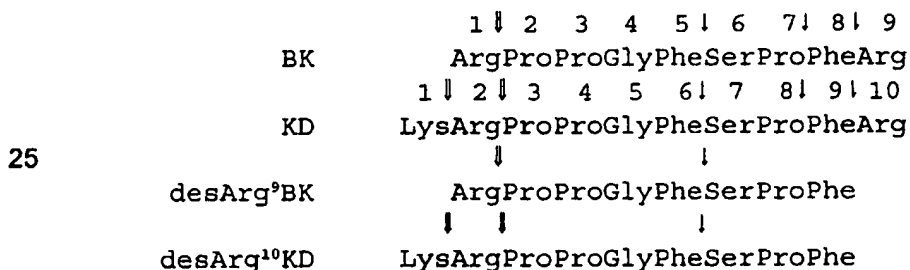 1 ⇓ 2 3 4 5↓ 6 7↓ 8↓ 9
BK ArgProProGlyPheSerProPheArg
1 ⇓ 2 ⇓ 3 4 5 6↓ 7 8↓ 9↓ 10
KD LysArgProProGlyPheSerProPheArg
25
⇓ ↓
desArg⁹BK ArgProProGlyPheSerProPhe
⬇ ⬇ ↓
desArg¹⁰KD LysArgProProGlyPheSerProPhe